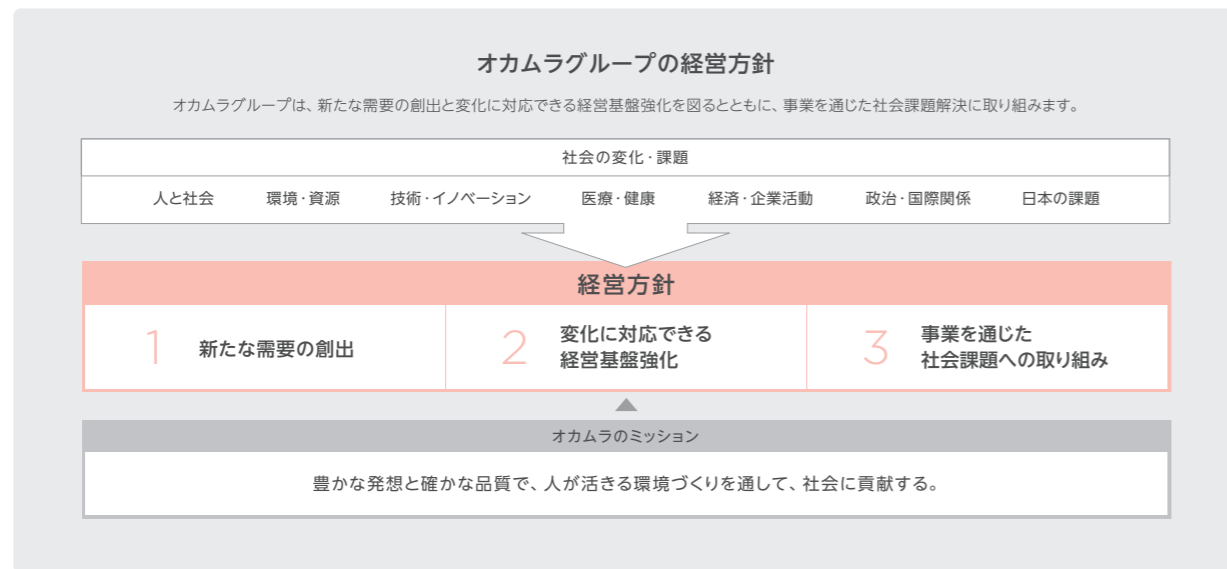 オカムラグループの経営方針
オカムラグループは、新たな需要の創出と変化に対応できる経営基盤強化を図るとともに、事業を通じた社会課題解決に取り組みます。
社会の変化・課題
人と社会 環境・資源 技術・イノベーション 医療・健康 経済・企業活動 政治・国際関係 日本の課題
経営方針
1 新たな需要の創出
2 変化に対応できる
経営基盤強化
3 事業を通じた
社会課題への取り組み
オカムラのミッション
豊かな発想と確かな品質で、人が活きる環境づくりを通して、社会に貢献する。